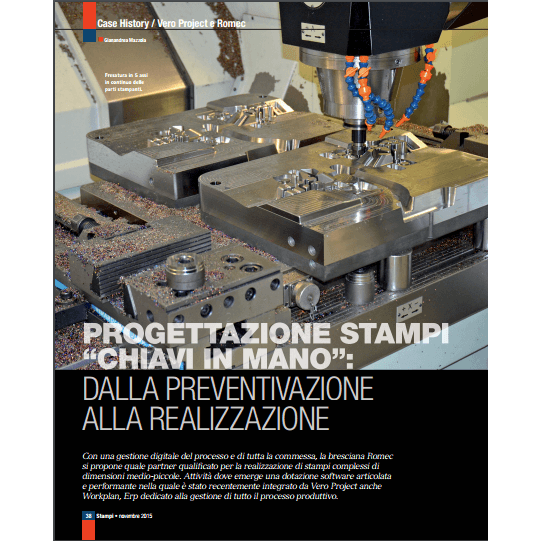 Case History / Vero Project e Romec
Gianandrea Mazzola
Fresatura in 5 assi
in continuo delle
parti stampanti.
PROGETTAZIONE STAMPI
“CHIAVI IN MANO”:
DALLA PREVENTIVAZIONE
ALLA REALIZZAZIONE
Con una gestione digitale del processo e di tutta la commessa, la bresciana Romec
si propone quale partner qualificato per la realizzazione di stampi complessi di
dimensioni medio-piccole. Attività dove emerge una dotazione software articolata
e performante nella quale è stato recentemente integrato da Vero Project anche
Workplan, Erp dedicato alla gestione di tutto il processo produttivo.
38 Stampi • novembre 2015